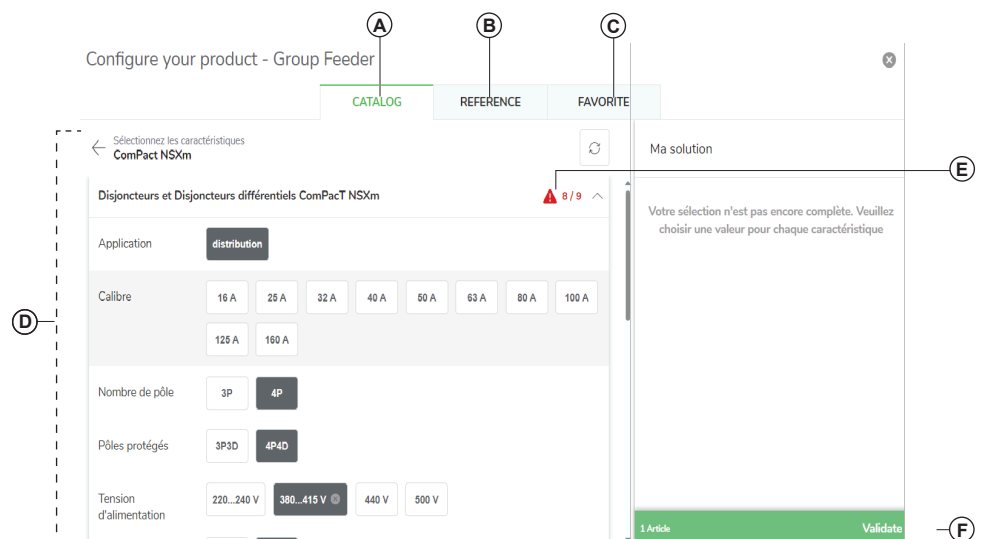 A
B
C
Configure your product - Group Feeder
CATALOG
REFERENCE
FAVORITE
Sélectionnez les caractéristiques
ComPact NSXm
Ma solution
E
Disjoncteurs et Disjoncteurs différentiels ComPacT NSXm
8 / 9
Votre sélection n'est pas encore complète. Veuillez
choisir une valeur pour chaque caractéristique
Application
distribution
Calibre
16 A
25 A
32 A
40 A
50 A
63 A
80 A
100 A
D
125 A
160 A
Nombre de pôle
3P
4P
Pôles protégés
3P3D
4P4D
Tension
d'alimentation
220...240 V
380...415 V
440 V
500 V
1 Article
Validate
F